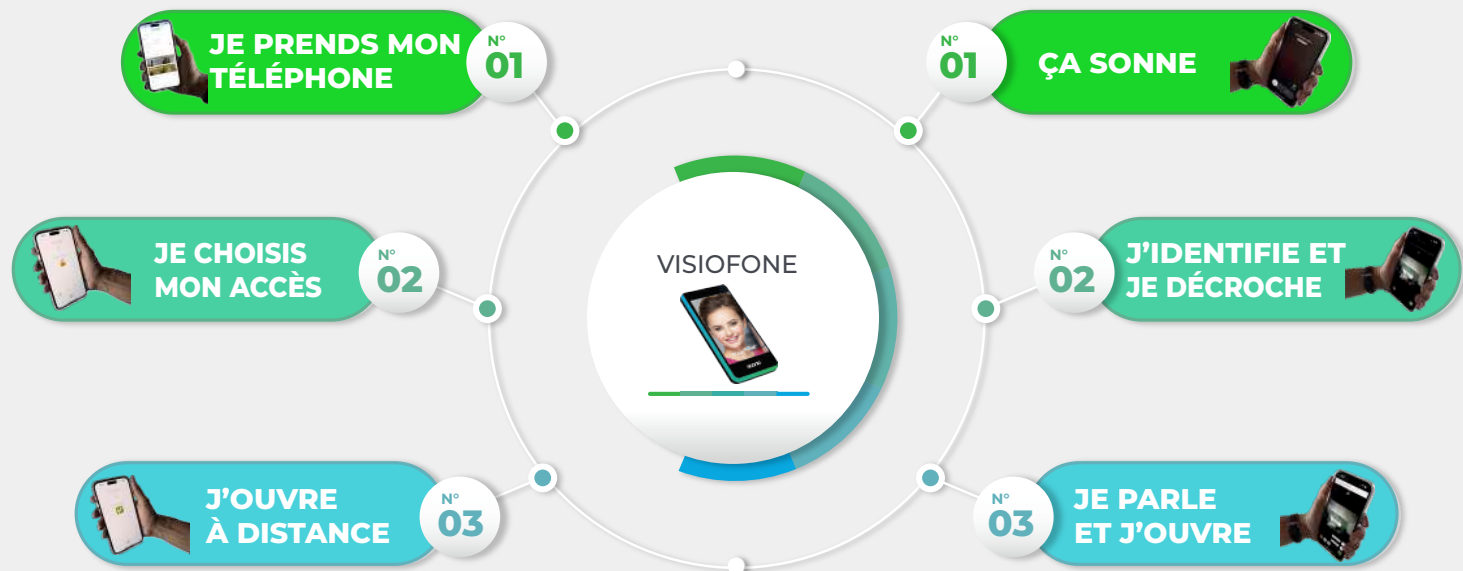 JE PRENDS MON
TÉLÉPHONE
N°
01
JE CHOISIS
MON ACCÈS
N°
02
J’OUVRE
À DISTANCE
N°
03
VISIOFONE
N°
01
ÇA SONNE
N°
02
J’IDENTIFIE ET
JE DÉCROCHE
N°
03
JE PARLE
ET J’OUVRE